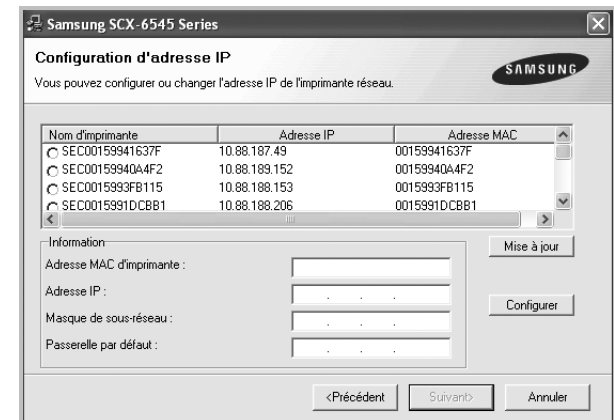 Samsung SCX-6545 Series
Configuration d'adresse IP
Vous pouvez configurer ou changer l'adresse IP de l'imprimante réseau.
SAMSUNG
Nom d'imprimante Adresse IP Adresse MAC
SEC00159941637F 10.88.187.49 00159941637F
SEC00159940A4F2 10.88.189.152 00159940A4F2
SEC0015993FB115 10.88.188.153 0015993FB115
SEC0015991DCBB1 10.88.188.206 0015991DCBB1
Information
Mise à jour
Adresse MAC d'imprimante :
Adresse IP :
Configurer
Masque de sous-réseau :
Passerelle par défaut :
<Précédent Suivant> Annuler